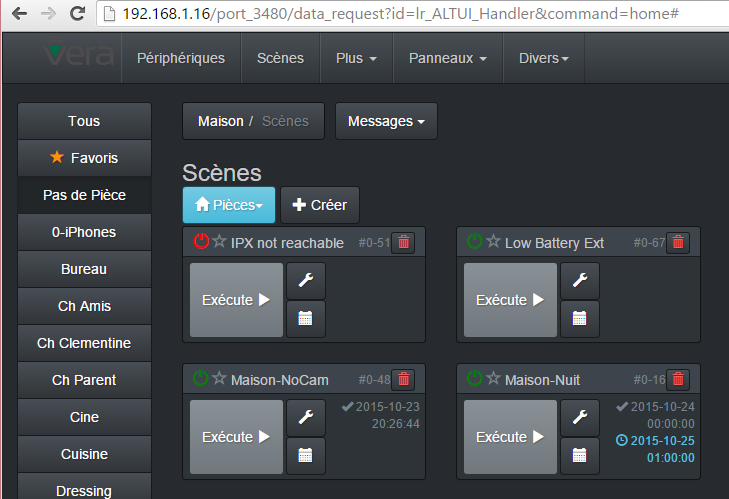 192.168.1.16/port_3480/data_request?id=lr_ALTUI_Handler&command=home#
vera
Périphériques
Scènes
Plus
Panneaux
Divers
Tous
Favoris
Pas de Pièce
0-iPhones
Bureau
Ch Amis
Ch Clementine
Ch Parent
Cine
Cuisine
Dressing
Maison / Scènes
Messages
Scènes
Pièces
Créer
IPX not reachable #0-51
Exécute
Low Battery Ext #0-67
Exécute
Maison-NoCam #0-48
Exécute
2015-10-23
20:26:44
Maison-Nuit #0-16
Exécute
2015-10-24
00:00:00
2015-10-25
01:00:00